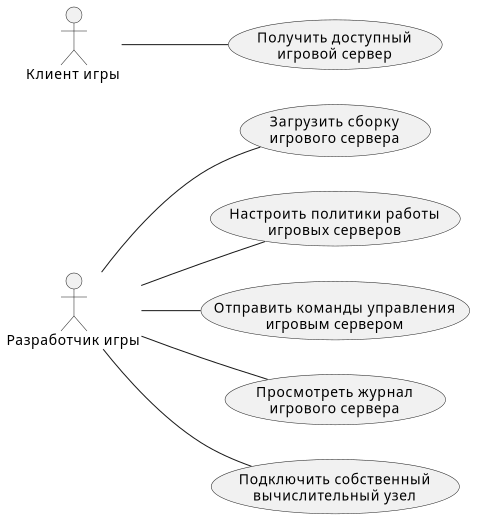 Получить доступный
игровой сервер
Клиент игры
Загрузить сборку
игрового сервера
Настроить политики работы
игровых серверов
Отправить команды управления
игровым сервером
Разработчик игры
Просмотреть журнал
игрового сервера
Подключить собственный
вычислительный узел